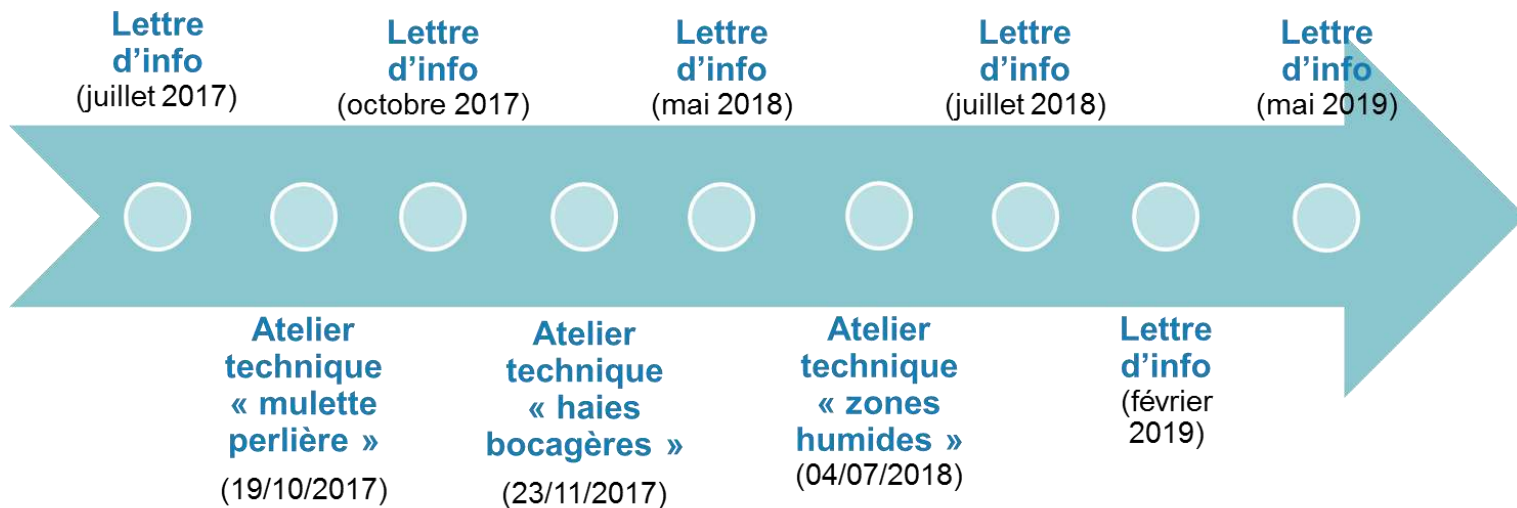 Lettre
d’info
(juillet 2017)
Lettre
d’info
(octobre 2017)
Lettre
d’info
(mai 2018)
Lettre
d’info
(juillet 2018)
Lettre
d’info
(mai 2019)
Atelier
technique
« mulette
perlière »
(19/10/2017)
Atelier
technique
« haies
bocagères »
(23/11/2017)
Atelier
technique
« zones
humides »
(04/07/2018)
Lettre
d’info
(février
2019)